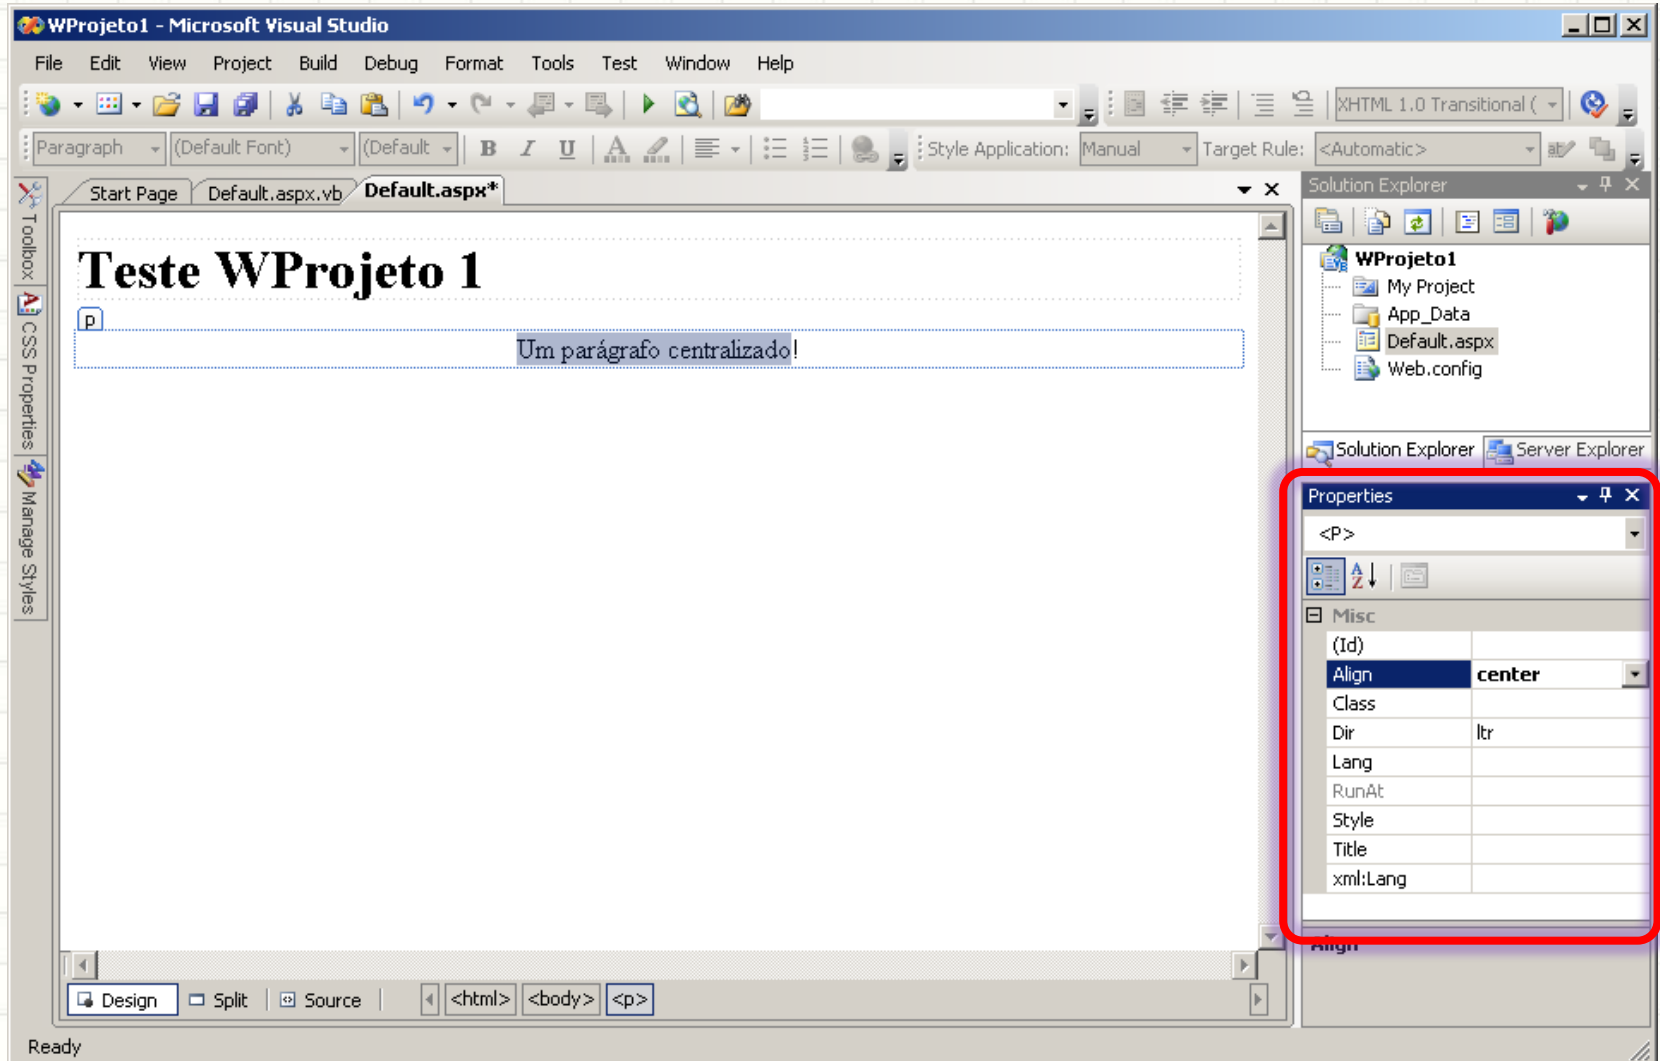 WProjeto1 - Microsoft Visual Studio
File Edit View Project Build Debug Format Tools Test Window Help
XHTML 1.0 Transitional (
Paragraph (Default Font) (Default B I U A Style Application: Manual Target Rule: <Automatic>
Toolbox
CSS Properties
Manage Styles
Start Page Default.aspx.vb Default.aspx*
Teste WProjeto 1
p
Um parágrafo centralizado!
Design Split Source <html> <body> <p>
Solution Explorer
WProjeto1
My Project
App_Data
Default.aspx
Web.config
Solution Explorer Server Explorer
Properties
<P>
Misc
(Id)
Align center
Class
Dir ltr
Lang
RunAt
Style
Title
xml:Lang
Align
Ready